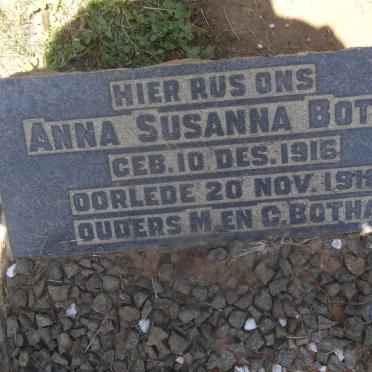 HIER RUS ONS
ANNA SUSANNA BOT
GEB. 10 DES. 1916
OORLEDE 20 NOV. 191
OUDERS M. EN C. BOTHA